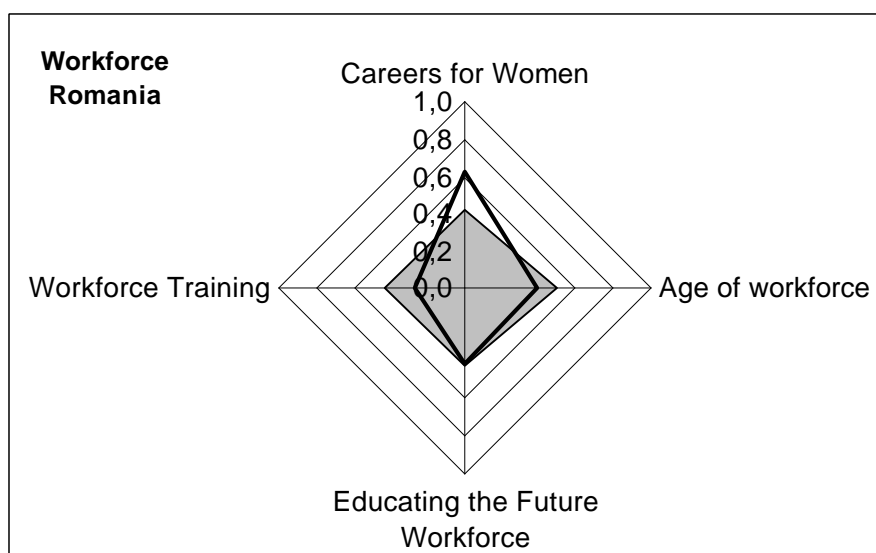 Workforce
Romania
Careers for Women
1,0
0,8
0,6
0,4
0,2
0,0
Workforce Training
Age of workforce
Educating the Future
Workforce